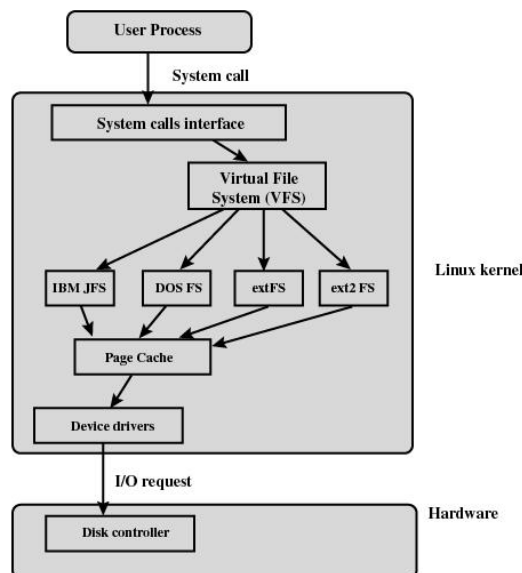 User Process
System call
System calls interface
Virtual File
System (VFS)
Linux kernel
IBM JFS
DOS FS
extFS
ext2 FS
Page Cache
Device drivers
I/O request
Hardware
Disk controller